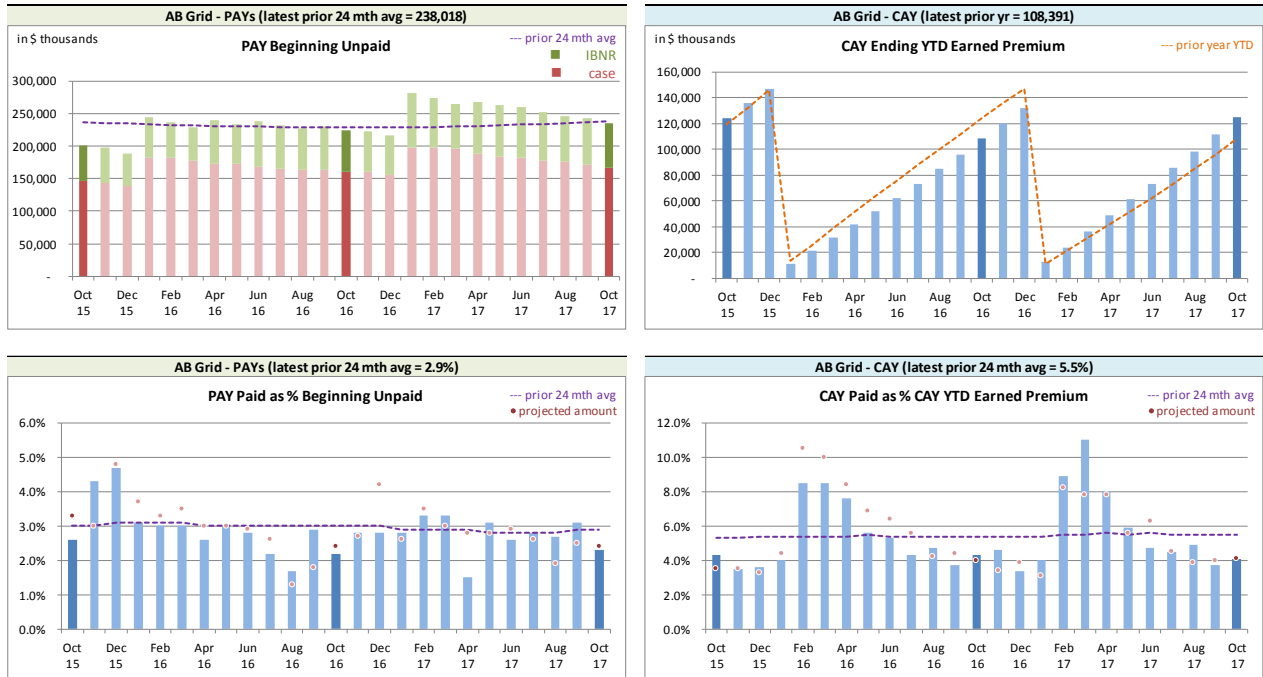 AB Grid - PAYs (latest prior 24 mth avg = 238,018)
in $ thousands
PAY Beginning Unpaid
--- prior 24 mth avg
IBNR
case
300,000
250,000
200,000
150,000
100,000
50,000
-
Oct Dec Feb Apr Jun Aug Oct Dec Feb Apr Jun Aug Oct
15 15 16 16 16 16 16 16 17 17 17 17 17
AB Grid - CAY (latest prior yr = 108,391)
in $ thousands
CAY Ending YTD Earned Premium
--- prior year YTD
160,000
140,000
120,000
100,000
80,000
60,000
40,000
20,000
-
Oct Dec Feb Apr Jun Aug Oct Dec Feb Apr Jun Aug Oct
15 15 16 16 16 16 16 16 17 17 17 17 17
AB Grid - PAYs (latest prior 24 mth avg = 2.9%)
PAY Paid as % Beginning Unpaid
--- prior 24 mth avg
projected amount
6.0%
5.0%
4.0%
3.0%
2.0%
1.0%
0.0%
Oct Dec Feb Apr Jun Aug Oct Dec Feb Apr Jun Aug Oct
15 15 16 16 16 16 16 16 17 17 17 17 17
AB Grid - CAY (latest prior 24 mth avg = 5.5%)
CAY Paid as % CAY YTD Earned Premium
--- prior 24 mth avg
projected amount
12.0%
10.0%
8.0%
6.0%
4.0%
2.0%
0.0%
Oct Dec Feb Apr Jun Aug Oct Dec Feb Apr Jun Aug Oct
15 15 16 16 16 16 16 16 17 17 17 17 17